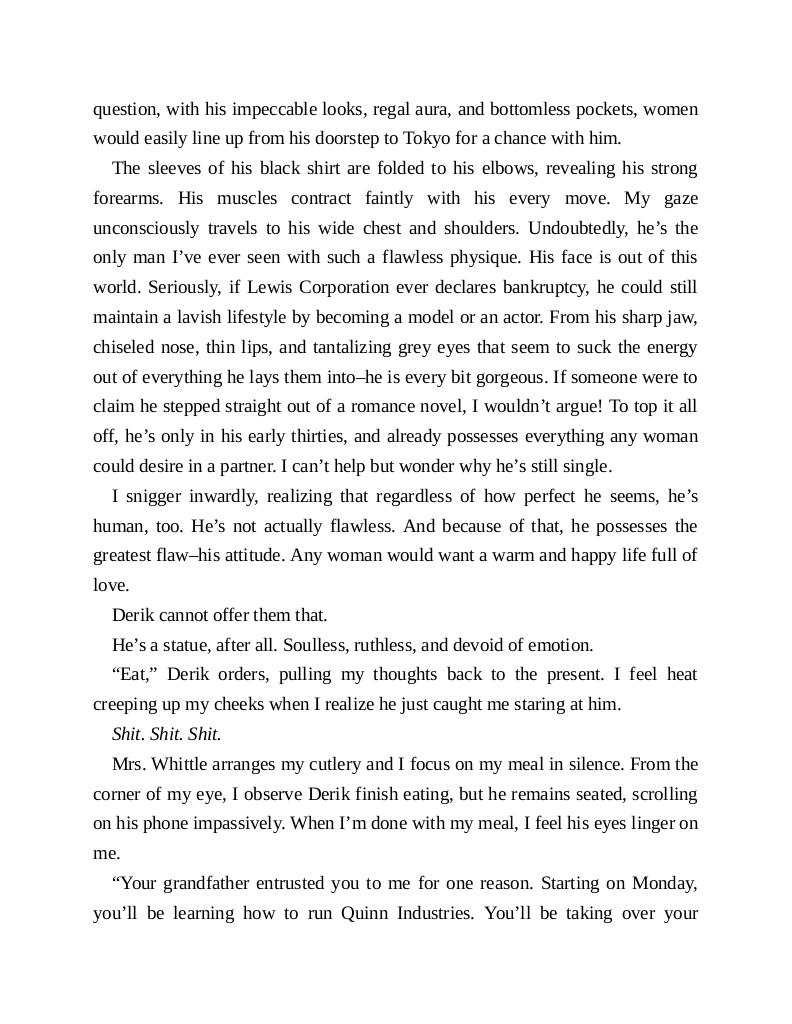 question, with his impeccable looks, regal aura, and bottomless pockets, women
would easily line up from his doorstep to Tokyo for a chance with him.
The sleeves of his black shirt are folded to his elbows, revealing his strong
forearms. His muscles contract faintly with his every move. My gaze
unconsciously travels to his wide chest and shoulders. Undoubtedly, he’s the
only man I’ve ever seen with such a flawless physique. His face is out of this
world. Seriously, if Lewis Corporation ever declares bankruptcy, he could still
maintain a lavish lifestyle by becoming a model or an actor. From his sharp jaw,
chiseled nose, thin lips, and tantalizing grey eyes that seem to suck the energy
out of everything he lays them into–he is every bit gorgeous. If someone were to
claim he stepped straight out of a romance novel, I wouldn’t argue! To top it all
off, he’s only in his early thirties, and already possesses everything any woman
could desire in a partner. I can’t help but wonder why he’s still single.
I snigger inwardly, realizing that regardless of how perfect he seems, he’s
human, too. He’s not actually flawless. And because of that, he possesses the
greatest flaw–his attitude. Any woman would want a warm and happy life full of
love.
Derik cannot offer them that.
He’s a statue, after all. Soulless, ruthless, and devoid of emotion.
“Eat,” Derik orders, pulling my thoughts back to the present. I feel heat
creeping up my cheeks when I realize he just caught me staring at him.
Shit. Shit. Shit.
Mrs. Whittle arranges my cutlery and I focus on my meal in silence. From the
corner of my eye, I observe Derik finish eating, but he remains seated, scrolling
on his phone impassively. When I’m done with my meal, I feel his eyes linger on
me.
“Your grandfather entrusted you to me for one reason. Starting on Monday,
you’ll be learning how to run Quinn Industries. You’ll be taking over your